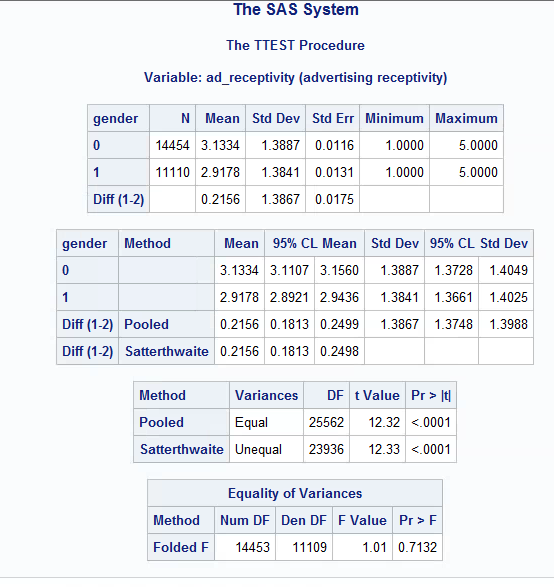 The SAS System
The TTEST Procedure
Variable: ad_receptivity (advertising receptivity)
gender N Mean Std Dev Std Err Minimum Maximum
0 14454 3.1334 1.3887 0.0116 1.0000 5.0000
1 11110 2.9178 1.3841 0.0131 1.0000 5.0000
Diff (1-2) 0.2156 1.3867 0.0175
gender Method Mean 95% CL Mean Std Dev 95% CL Std Dev
0 3.1334 3.1107 3.1560 1.3887 1.3728 1.4049
1 2.9178 2.8921 2.9436 1.3841 1.3661 1.4025
Diff (1-2) Pooled 0.2156 0.1813 0.2499 1.3867 1.3748 1.3988
Diff (1-2) Satterthwaite 0.2156 0.1813 0.2498
Method Variances DF t Value Pr > |t|
Pooled Equal 25562 12.32 <.0001
Satterthwaite Unequal 23936 12.33 <.0001
Equality of Variances
Method Num DF Den DF F Value Pr > F
Folded F 14453 11109 1.01 0.7132